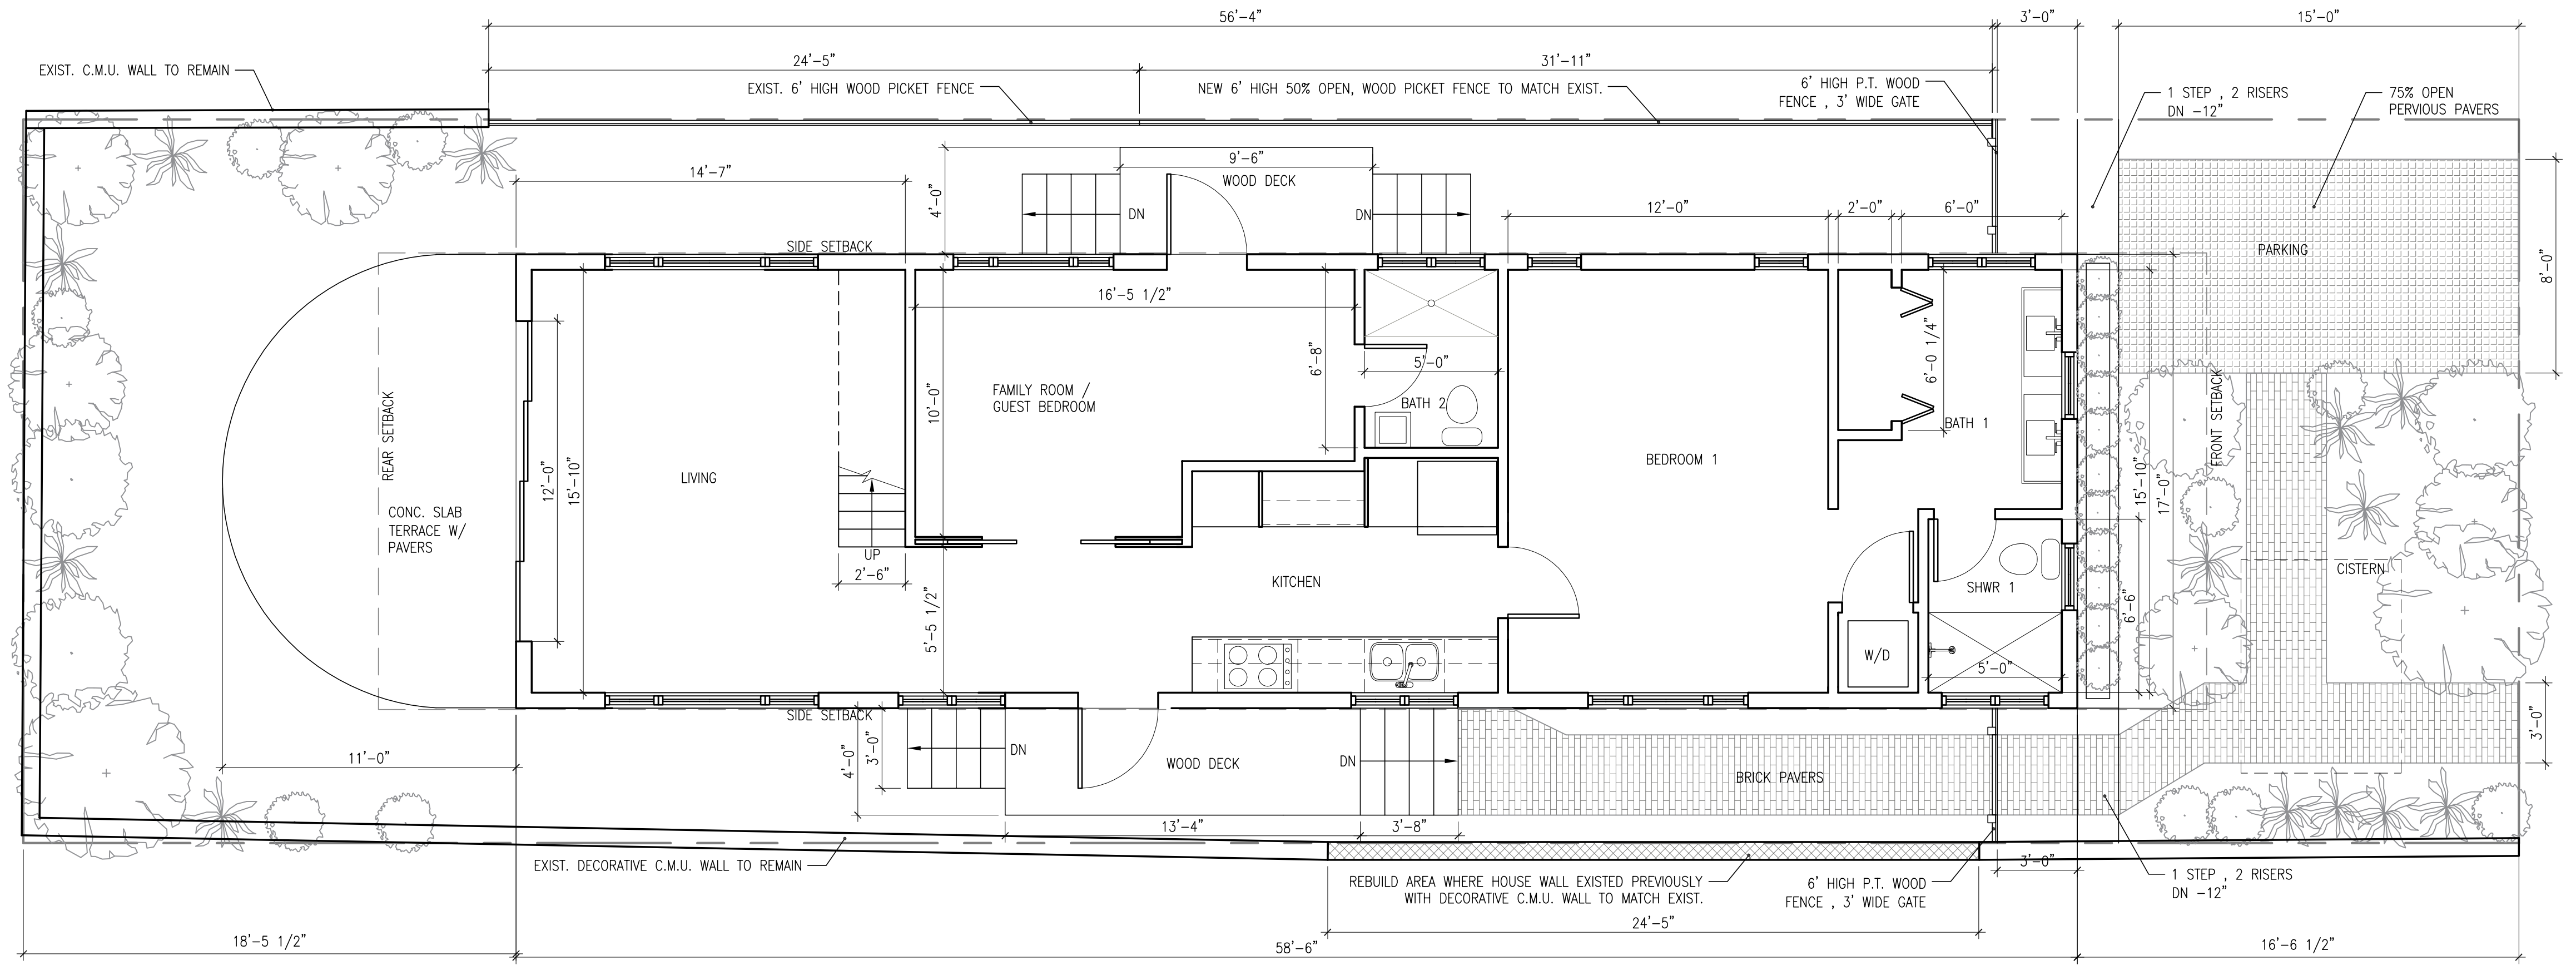 56'-4"
3'-0"
15'-0"
24'-5"
31'-11"
EXIST. C.M.U. WALL TO REMAIN
EXIST. 6' HIGH WOOD PICKET FENCE
NEW 6' HIGH 50% OPEN, WOOD PICKET FENCE TO MATCH EXIST.
6' HIGH P.T. WOOD
FENCE , 3' WIDE GATE
1 STEP , 2 RISERS
DN -12"
75% OPEN
PERVIOUS PAVERS
14'-7"
4'-0"
9'-6"
WOOD DECK
DN
DN
12'-0"
2'-0"
6'-0"
SIDE SETBACK
PARKING
8'-0"
16'-5 1/2"
6'-8"
5'-0"
6'-0 1/4"
FAMILY ROOM /
GUEST BEDROOM
10'-0"
BATH 2
BATH 1
REAR SETBACK
FRONT SETBACK
LIVING
BEDROOM 1
12'-0"
15'-10"
15'-10"
17'-0"
CONC. SLAB
TERRACE W/
PAVERS
UP
2'-6"
KITCHEN
5'-5 1/2"
SHWR 1
6'-6"
CISTERN
W/D
5'-0"
SIDE SETBACK
11'-0"
4'-0"
3'-0"
DN
WOOD DECK
DN
BRICK PAVERS
3'-0"
13'-4"
3'-8"
EXIST. DECORATIVE C.M.U. WALL TO REMAIN
REBUILD AREA WHERE HOUSE WALL EXISTED PREVIOUSLY
WITH DECORATIVE C.M.U. WALL TO MATCH EXIST.
6' HIGH P.T. WOOD
FENCE , 3' WIDE GATE
3'-0"
1 STEP , 2 RISERS
DN -12"
24'-5"
18'-5 1/2"
58'-6"
16'-6 1/2"